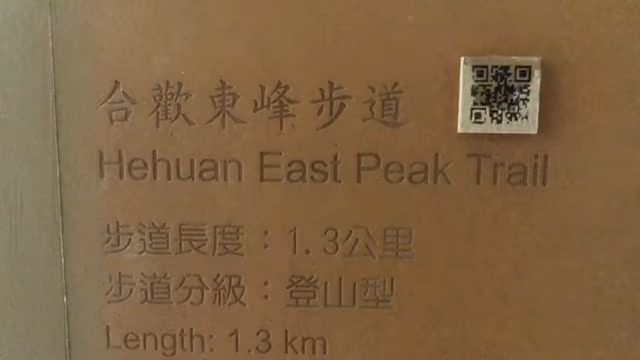 合歡東峰步道
Hehuan East Peak Trail
步道長度：1.3公里
步道分級：登山型
Length: 1.3 km